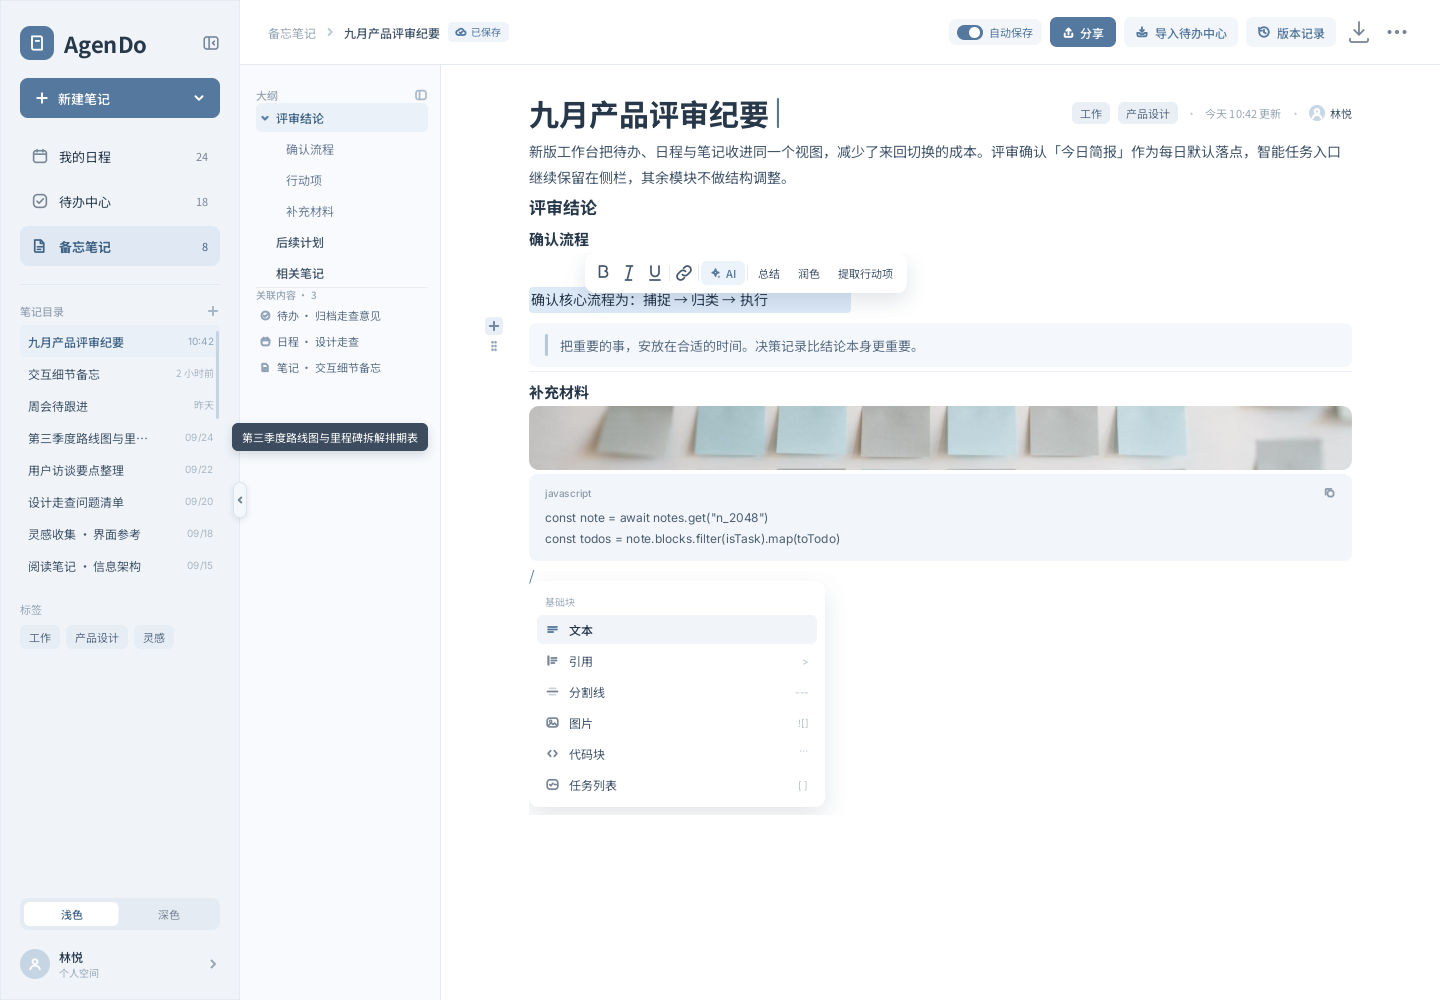 AgenDo
新建笔记
我的日程 24
待办中心 18
备忘笔记 8
笔记目录
九月产品评审纪要 10:42
交互细节备忘 2 小时前
周会待跟进 昨天
第三季度路线图与里… 09/24
用户访谈要点整理 09/22
设计走查问题清单 09/20
灵感收集 · 界面参考 09/18
阅读笔记 · 信息架构 09/15
标签
工作 产品设计 灵感
浅色 深色
林悦
个人空间
备忘笔记 九月产品评审纪要 已保存
自动保存 分享 导入待办中心 版本记录
大纲
评审结论
确认流程
行动项
补充材料
后续计划
相关笔记
关联内容 · 3
待办 · 归档走查意见
日程 · 设计走查
笔记 · 交互细节备忘
第三季度路线图与里程碑拆解排期表
九月产品评审纪要
工作 产品设计 · 今天 10:42 更新 · 林悦
新版工作台把待办、日程与笔记收进同一个视图，减少了来回切换的成本。评审确认「今日简报」作为每日默认落点，智能任务入口
继续保留在侧栏，其余模块不做结构调整。
评审结论
确认流程
B I U AI 总结 润色 提取行动项
确认核心流程为：捕捉 → 归类 → 执行
把重要的事，安放在合适的时间。决策记录比结论本身更重要。
补充材料
javascript
const note = await notes.get("n_2048")
const todos = note.blocks.filter(isTask).map(toTodo)
/
基础块
文本
引用 >
分割线 ---
图片 ![]
代码块 ```
任务列表 [ ]